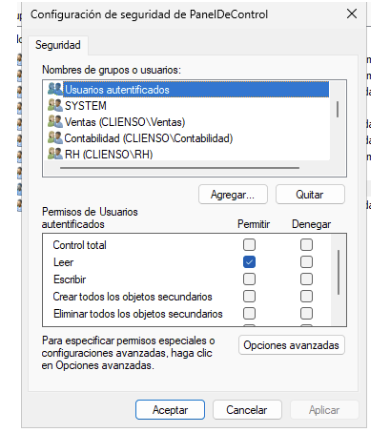 Configuración de seguridad de PanelDeControl
Seguridad
Nombres de grupos o usuarios:
Usuarios autentificados
SYSTEM
Ventas (CLIENSO\Ventas)
Contabilidad (CLIENSO\Contabilidad)
RH (CLIENSO\RH)
Agregar...
Quitar
Permisos de Usuarios
autentificados
Permitir
Denegar
Control total
Leer
Escribir
Crear todos los objetos secundarios
Eliminar todos los objetos secundarios
Para especificar permisos especiales o
configuraciones avanzadas, haga clic
en Opciones avanzadas.
Opciones avanzadas
Aceptar
Cancelar
Aplicar